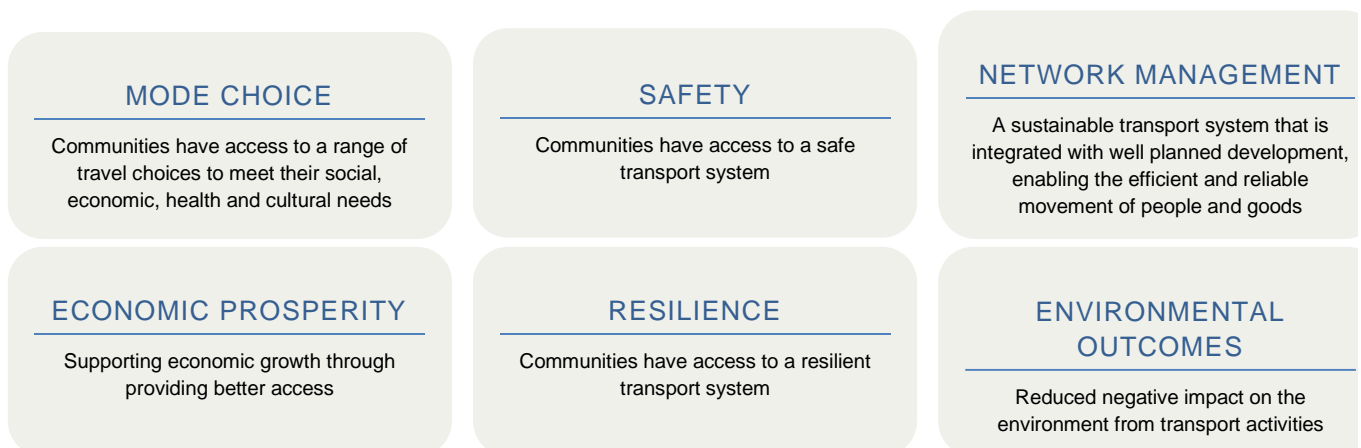 MODE CHOICE
Communities have access to a range of
travel choices to meet their social,
economic, health and cultural needs
SAFETY
Communities have access to a safe
transport system
NETWORK MANAGEMENT
A sustainable transport system that is
integrated with well planned development,
enabling the efficient and reliable
movement of people and goods
ECONOMIC PROSPERITY
Supporting economic growth through
providing better access
RESILIENCE
Communities have access to a resilient
transport system
ENVIRONMENTAL
OUTCOMES
Reduced negative impact on the
environment from transport activities